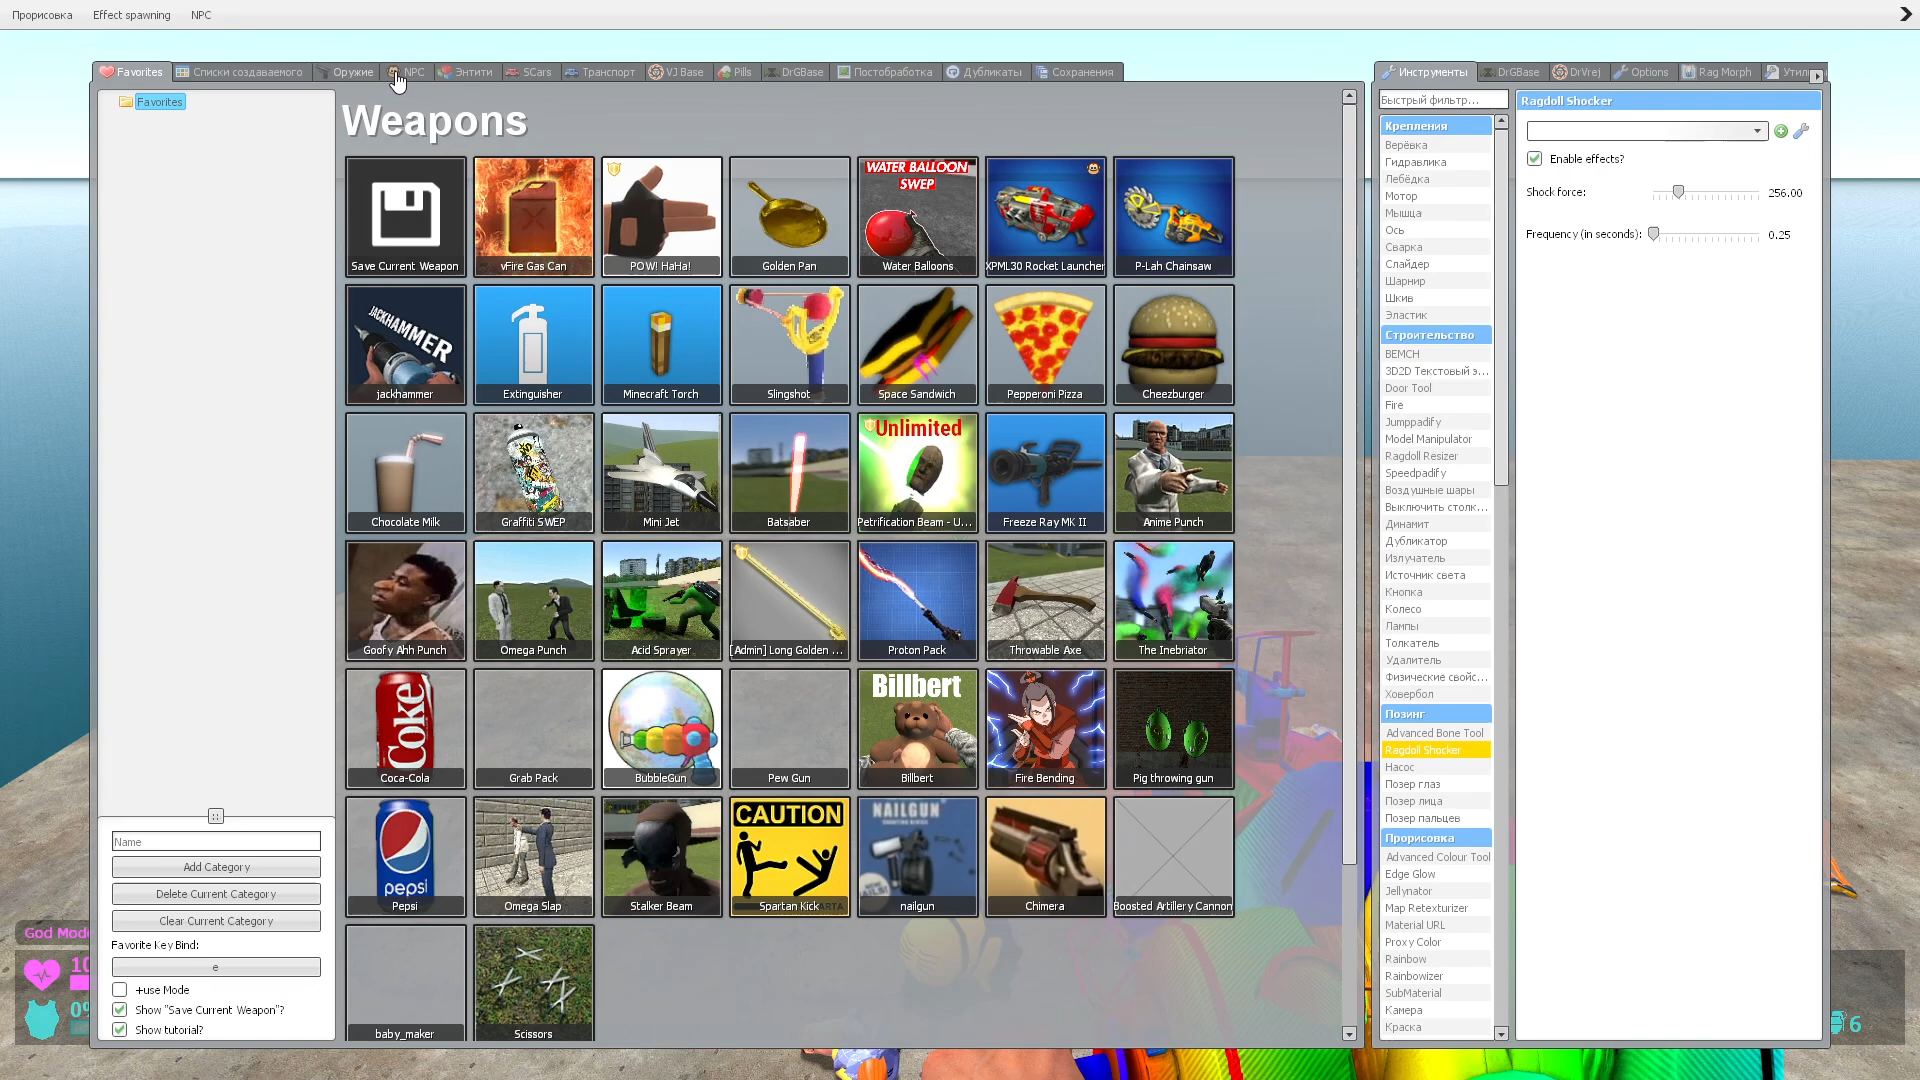 Прорисовка Effect spawning NPC
Favorites Списки создаваемого Оружие NPC Энтити SCars Транспорт VJ Base Pills DrGBase Постобработка Дубликаты Сохранения
Инструменты DrGBase DrVrej Options Rag Morph Утили
Favorites
Weapons
Save Current Weapon
vFire Gas Can
POW! HaHa!
Golden Pan
WATER BALLOON
SWEP
Water Balloons
XPML30 Rocket Launcher
P-Lah Chainsaw
JACKHAMMER
jackhammer
Extinguisher
Minecraft Torch
Slingshot
Space Sandwich
Pepperoni Pizza
Cheezburger
Chocolate Milk
Graffiti SWEP
Mini Jet
Batsaber
Unlimited
Petrification Beam - U...
Freeze Ray MK II
Anime Punch
Goofy Ahh Punch
Omega Punch
Acid Sprayer
[Admin] Long Golden ...
Proton Pack
Throwable Axe
The Inebriator
Coke
Coca-Cola
Grab Pack
BubbleGun
Pew Gun
Billbert
Billbert
Fire Bending
Pig throwing gun
pepsi
Pepsi
Omega Slap
Stalker Beam
CAUTION
Spartan Kick
NAILGUN
nailgun
Chimera
Boosted Artillery Cannon
baby_maker
Scissors
Name
Add Category
Delete Current Category
Clear Current Category
Favorite Key Bind:
e
+use Mode
Show "Save Current Weapon"?
Show tutorial?
God Mod
10
0%
Быстрый фильтр...
Крепления
Верёвка
Гидравлика
Лебёдка
Мотор
Мышца
Ось
Сварка
Слайдер
Шарнир
Шкив
Эластик
Строительство
BEMCH
3D2D Текстовый э...
Door Tool
Fire
Jumppadify
Model Manipulator
Ragdoll Resizer
Speedpadify
Воздушные шары
Выключить столк...
Динамит
Дубликатор
Излучатель
Источник света
Кнопка
Колесо
Лампы
Толкатель
Удалитель
Физические свойс...
Ховербол
Позинг
Advanced Bone Tool
Ragdoll Shocker
Насос
Позер глаз
Позер лица
Позер пальцев
Прорисовка
Advanced Colour Tool
Edge Glow
Jellynator
Map Retexturizer
Material URL
Proxy Color
Rainbow
Rainbowizer
SubMaterial
Камера
Краска
Ragdoll Shocker
Enable effects?
Shock force: 256.00
Frequency (in seconds): 0.25
6